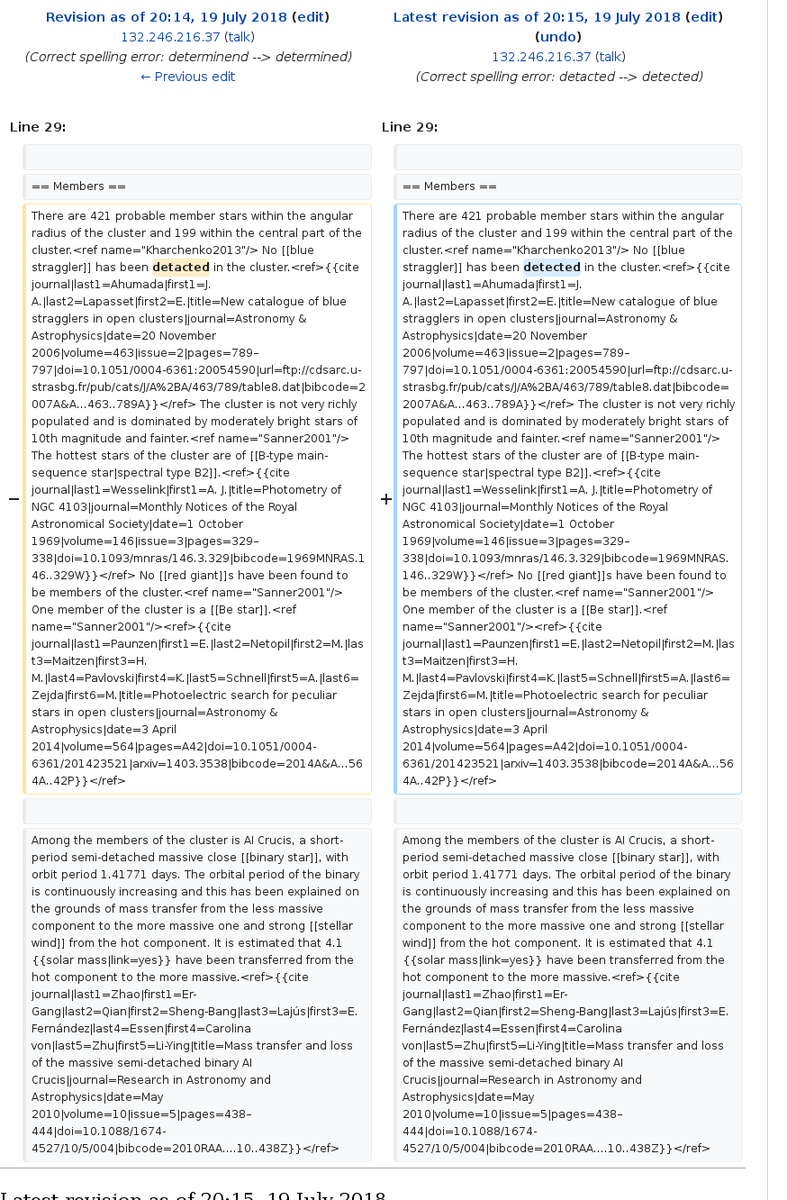 Revision as of 20:14, 19 July 2018 (edit)
132.246.216.37 (talk)
(Correct spelling error: determinend --> determined)
← Previous edit
Latest revision as of 20:15, 19 July 2018 (edit)
(undo)
132.246.216.37 (talk)
(Correct spelling error: detacted --> detected)
Line 29:
Line 29:
== Members ==
== Members ==
−
There are 421 probable member stars within the angular
radius of the cluster and 199 within the central part of the
cluster.<ref name="Kharchenko2013"/> No [[blue
straggler]] has been detacted in the cluster.<ref>{{cite
journal|last1=Ahumada|first1=J.
A.|last2=Lapasset|first2=E.|title=New catalogue of blue
stragglers in open clusters|journal=Astronomy &
Astrophysics|date=20 November
2006|volume=463|issue=2|pages=789–
797|doi=10.1051/0004-6361:20054590|url=ftp://cdsarc.u-
strasbg.fr/pub/cats/J/A%2BA/463/789/table8.dat|bibcode=2
007A&A...463..789A}}</ref> The cluster is not very richly
populated and is dominated by moderately bright stars of
10th magnitude and fainter.<ref name="Sanner2001"/>
The hottest stars of the cluster are of [[B-type main-
sequence star|spectral type B2]].<ref>{{cite
journal|last1=Wesselink|first1=A. J.|title=Photometry of
NGC 4103|journal=Monthly Notices of the Royal
Astronomical Society|date=1 October
1969|volume=146|issue=3|pages=329–
338|doi=10.1093/mnras/146.3.329|bibcode=1969MNRAS.1
46..329W}}</ref> No [[red giant]]s have been found to
be members of the cluster.<ref name="Sanner2001"/>
One member of the cluster is a [[Be star]].<ref
name="Sanner2001"/><ref>{{cite
journal|last1=Paunzen|first1=E.|last2=Netopil|first2=M.|las
t3=Maitzen|first3=H.
M.|last4=Pavlovski|first4=K.|last5=Schnell|first5=A.|last6=
Zejda|first6=M.|title=Photoelectric search for peculiar
stars in open clusters|journal=Astronomy &
Astrophysics|date=3 April
2014|volume=564|pages=A42|doi=10.1051/0004-
6361/201423521|arxiv=1403.3538|bibcode=2014A&A...56
4A..42P}}</ref>
+
There are 421 probable member stars within the angular
radius of the cluster and 199 within the central part of the
cluster.<ref name="Kharchenko2013"/> No [[blue
straggler]] has been detected in the cluster.<ref>{{cite
journal|last1=Ahumada|first1=J.
A.|last2=Lapasset|first2=E.|title=New catalogue of blue
stragglers in open clusters|journal=Astronomy &
Astrophysics|date=20 November
2006|volume=463|issue=2|pages=789–
797|doi=10.1051/0004-6361:20054590|url=ftp://cdsarc.u-
strasbg.fr/pub/cats/J/A%2BA/463/789/table8.dat|bibcode=
2007A&A...463..789A}}</ref> The cluster is not very richly
populated and is dominated by moderately bright stars of
10th magnitude and fainter.<ref name="Sanner2001"/>
The hottest stars of the cluster are of [[B-type main-
sequence star|spectral type B2]].<ref>{{cite
journal|last1=Wesselink|first1=A. J.|title=Photometry of
NGC 4103|journal=Monthly Notices of the Royal
Astronomical Society|date=1 October
1969|volume=146|issue=3|pages=329–
338|doi=10.1093/mnras/146.3.329|bibcode=1969MNRAS.
146..329W}}</ref> No [[red giant]]s have been found to
be members of the cluster.<ref name="Sanner2001"/>
One member of the cluster is a [[Be star]].<ref
name="Sanner2001"/><ref>{{cite
journal|last1=Paunzen|first1=E.|last2=Netopil|first2=M.|las
t3=Maitzen|first3=H.
M.|last4=Pavlovski|first4=K.|last5=Schnell|first5=A.|last6=
Zejda|first6=M.|title=Photoelectric search for peculiar
stars in open clusters|journal=Astronomy &
Astrophysics|date=3 April
2014|volume=564|pages=A42|doi=10.1051/0004-
6361/201423521|arxiv=1403.3538|bibcode=2014A&A...56
4A..42P}}</ref>
Among the members of the cluster is AI Crucis, a short-
period semi-detached massive close [[binary star]], with
orbit period 1.41771 days. The orbital period of the binary
is continuously increasing and this has been explained on
the grounds of mass transfer from the less massive
component to the more massive one and strong [[stellar
wind]] from the hot component. It is estimated that 4.1
{{solar mass|link=yes}} have been transferred from the
hot component to the more massive.<ref>{{cite
journal|last1=Zhao|first1=Er-
Gang|last2=Qian|first2=Sheng-Bang|last3=Lajús|first3=E.
Fernández|last4=Essen|first4=Carolina
von|last5=Zhu|first5=Li-Ying|title=Mass transfer and loss
of the massive semi-detached binary AI
Crucis|journal=Research in Astronomy and
Astrophysics|date=May
2010|volume=10|issue=5|pages=438–
444|doi=10.1088/1674-
4527/10/5/004|bibcode=2010RAA....10..438Z}}</ref>
Among the members of the cluster is AI Crucis, a short-
period semi-detached massive close [[binary star]], with
orbit period 1.41771 days. The orbital period of the binary
is continuously increasing and this has been explained on
the grounds of mass transfer from the less massive
component to the more massive one and strong [[stellar
wind]] from the hot component. It is estimated that 4.1
{{solar mass|link=yes}} have been transferred from the
hot component to the more massive.<ref>{{cite
journal|last1=Zhao|first1=Er-
Gang|last2=Qian|first2=Sheng-Bang|last3=Lajús|first3=E.
Fernández|last4=Essen|first4=Carolina
von|last5=Zhu|first5=Li-Ying|title=Mass transfer and loss
of the massive semi-detached binary AI
Crucis|journal=Research in Astronomy and
Astrophysics|date=May
2010|volume=10|issue=5|pages=438–
444|doi=10.1088/1674-
4527/10/5/004|bibcode=2010RAA....10..438Z}}</ref>
Latest revision as of 20:15, 19 July 2018